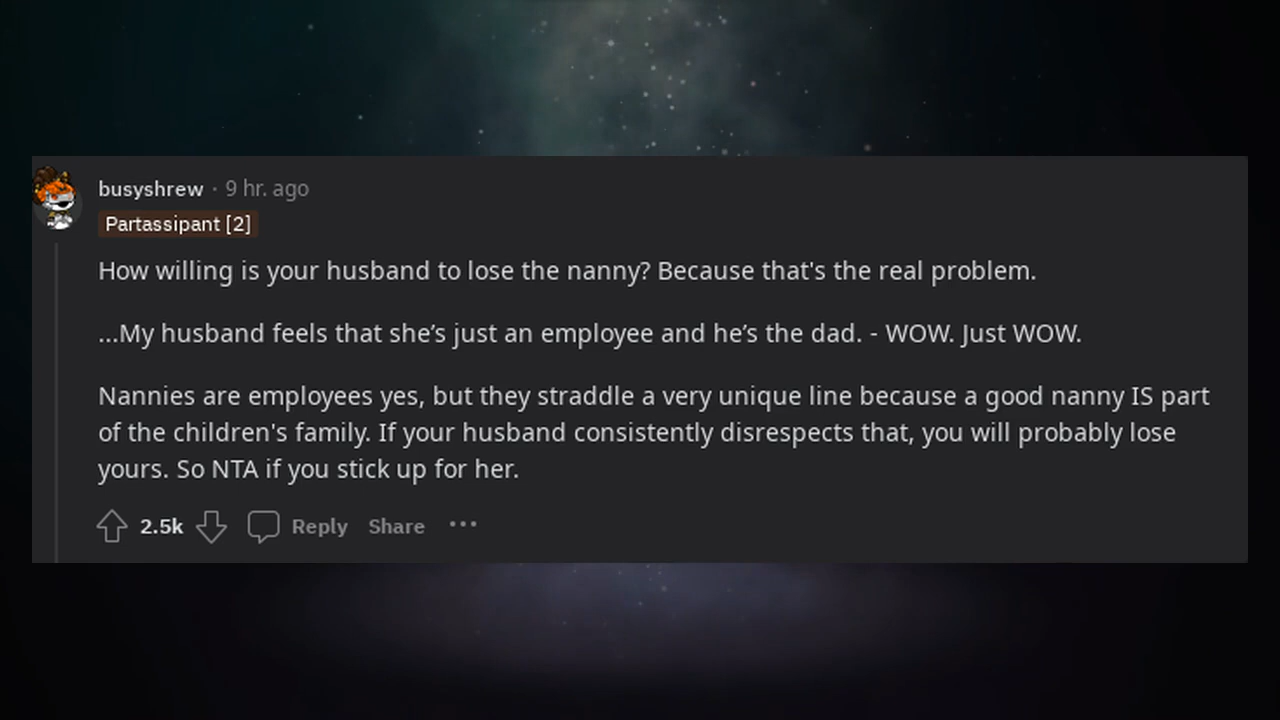 busyshrew · 9 hr. ago
Partassipant [2]
How willing is your husband to lose the nanny? Because that's the real problem.
...My husband feels that she’s just an employee and he’s the dad. - WOW. Just WOW.
Nannies are employees yes, but they straddle a very unique line because a good nanny IS part
of the children's family. If your husband consistently disrespects that, you will probably lose
yours. So NTA if you stick up for her.
2.5k Reply Share ···